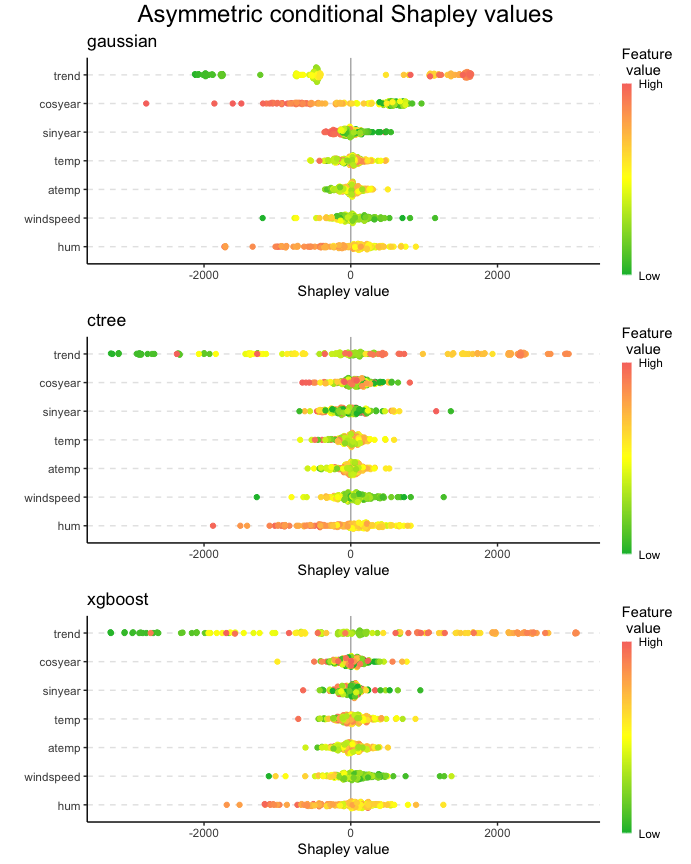 Asymmetric conditional Shapley values
gaussian
trend
cosyear
sinyear
temp
atemp
windspeed
hum
-2000 0 2000
Shapley value
Feature
value
High
Low
ctree
trend
cosyear
sinyear
temp
atemp
windspeed
hum
-2000 0 2000
Shapley value
Feature
value
High
Low
xgboost
trend
cosyear
sinyear
temp
atemp
windspeed
hum
-2000 0 2000
Shapley value
Feature
value
High
Low